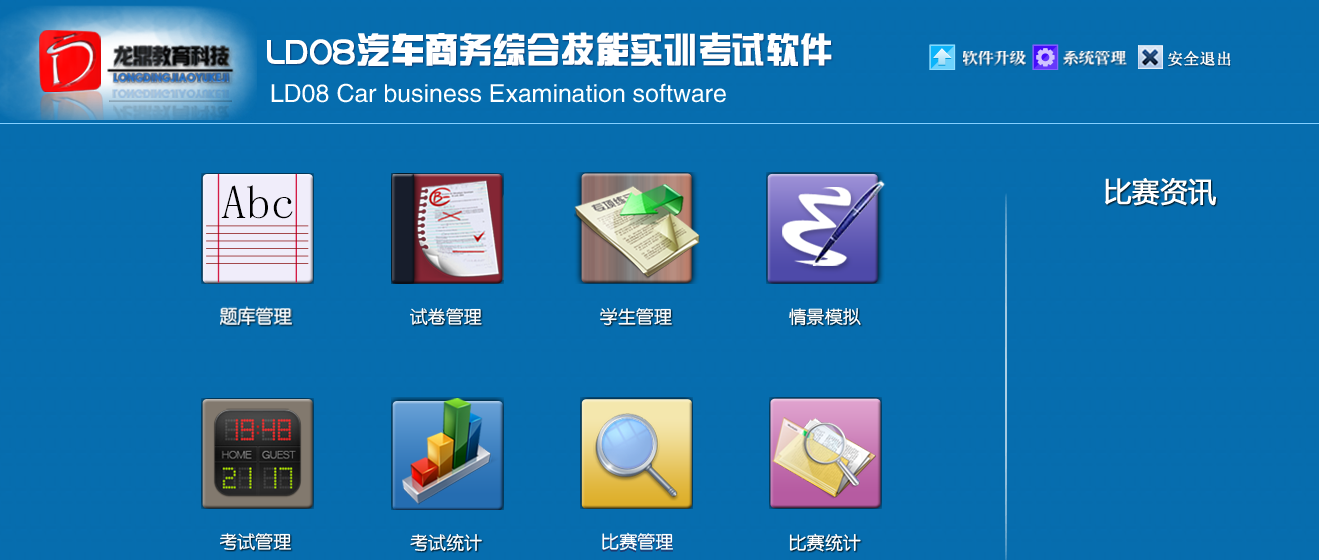 龙鼎教育科技
LD08汽车商务综合技能实训考试软件
LD08 Car business Examination software
软件升级
系统管理
安全退出
Abc
专项练习
题库管理
试卷管理
学生管理
情景模拟
比赛资讯
19:48
HOME GUEST
21 17
考试管理
考试统计
比赛管理
比赛统计